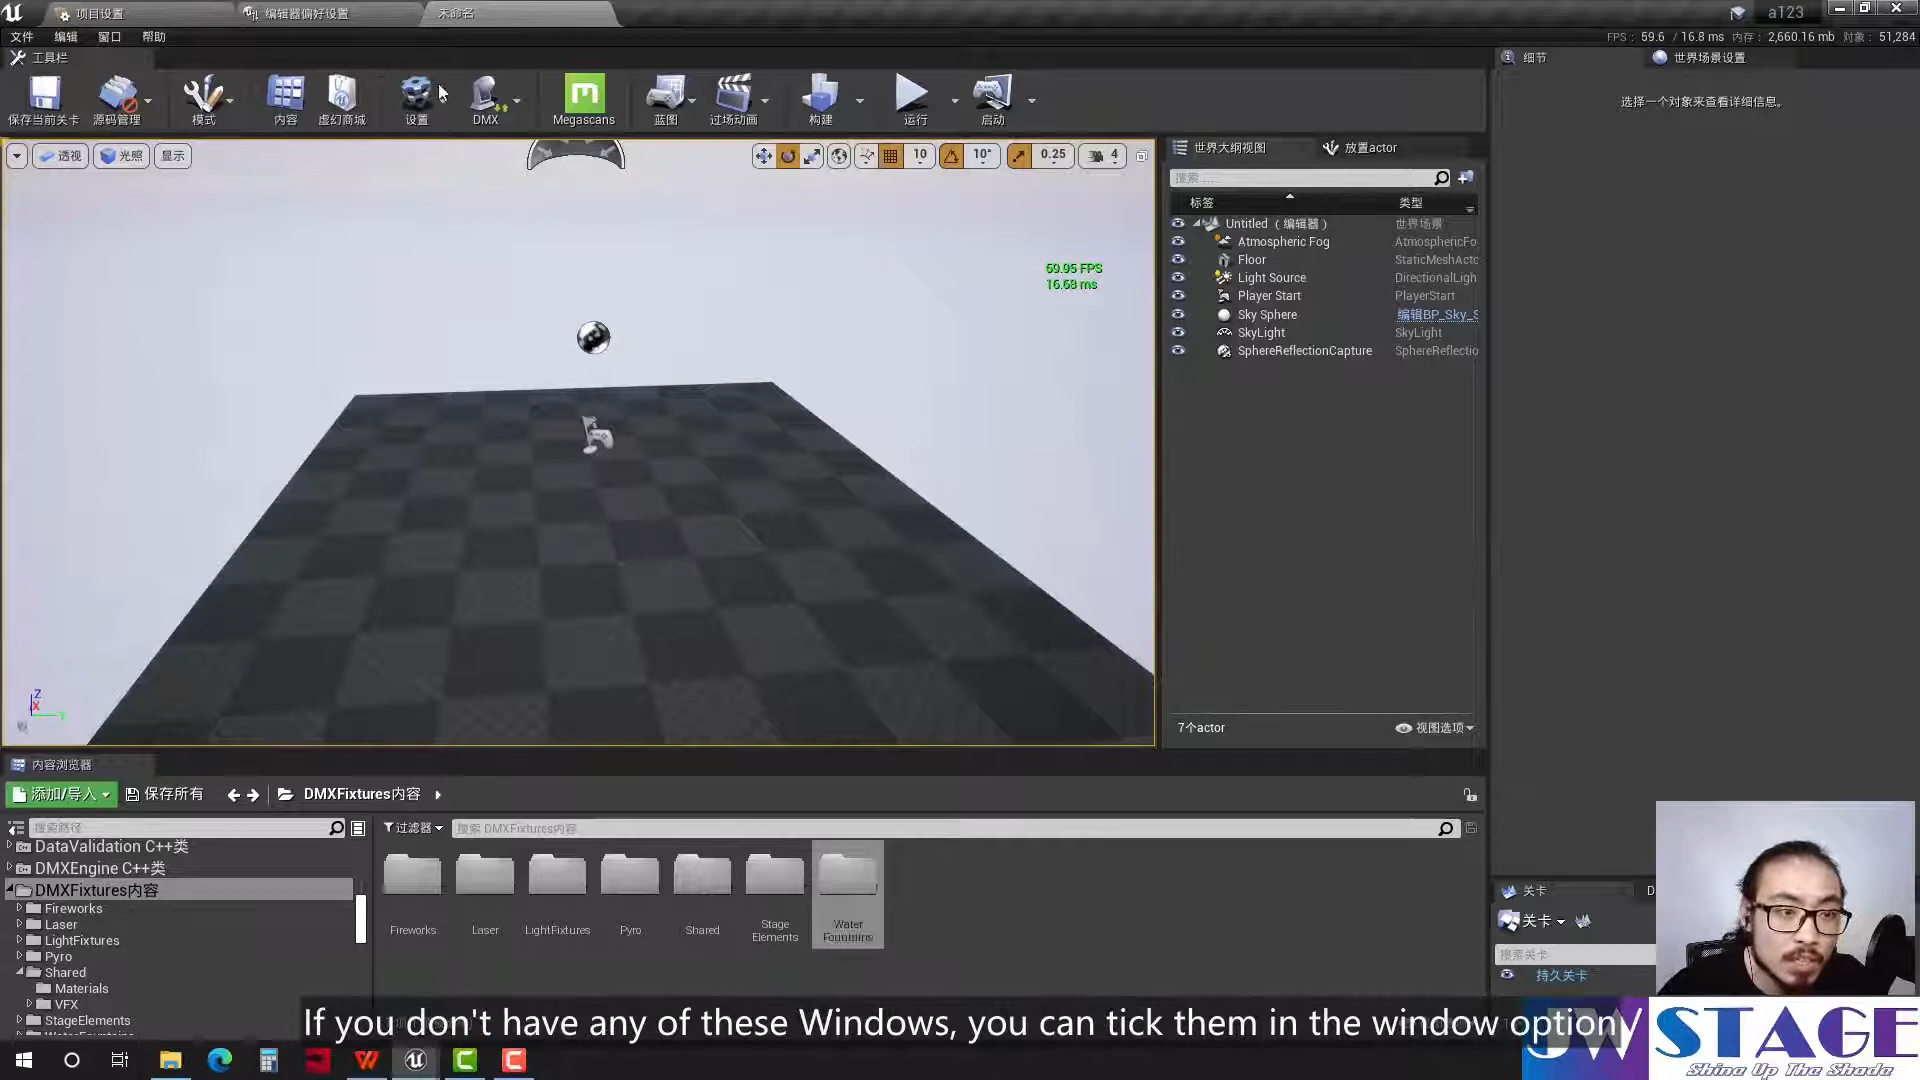 项目设置
编辑器偏好设置
未命名
a123
文件 编辑 窗口 帮助
FPS: 59.6 / 16.8 ms 内存: 2,660.16 mb 对象: 51,284
工具栏
细节
世界场景设置
保存当前关卡
源码管理
模式
内容
虚幻商城
设置
DMX
Megascans
蓝图
过场动画
构建
运行
启动
选择一个对象来查看详细信息。
透视
光照
显示
10
10°
0.25
4
世界大纲视图
放置actor
搜索......
标签
类型
Untitled（编辑器）
世界场景
Atmospheric Fog
AtmosphericFo
Floor
StaticMeshActo
Light Source
DirectionalLigh
Player Start
PlayerStart
Sky Sphere
编辑BP_Sky_S
SkyLight
SkyLight
SphereReflectionCapture
SphereReflectio
59.95 FPS
16.68 ms
Z
X
Y
7个actor
视图选项
内容浏览器
添加/导入
保存所有
DMXFixtures内容
搜索路径
过滤器
搜索 DMXFixtures内容
DataValidation C++类
DMXEngine C++类
DMXFixtures内容
Fireworks
Laser
LightFixtures
Pyro
Shared
Materials
VFX
StageElements
Fireworks
Laser
LightFixtures
Pyro
Shared
Stage
Elements
Water
Fountains
关卡
D
关卡
搜索关卡
持久关卡
If you don't have any of these Windows, you can tick them in the window option
JW STAGE
Shine Up The Shade